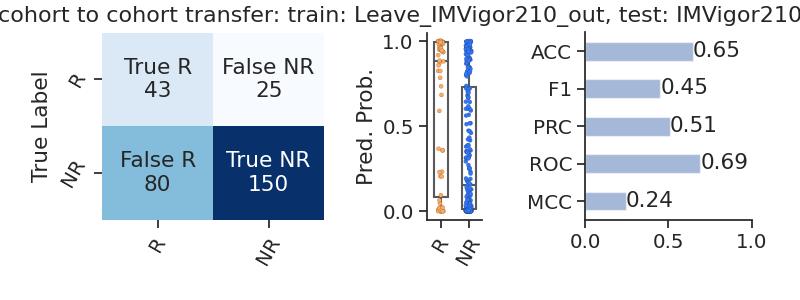 cohort to cohort transfer: train: Leave_IMVigor210_out, test: IMVigor210
True Label
R
NR
True R
43
False NR
25
False R
80
True NR
150
R
NR
Pred. Prob.
1.0
0.5
0.0
R
NR
ACC
0.65
F1
0.45
PRC
0.51
ROC
0.69
MCC
0.24
0.0
0.5
1.0